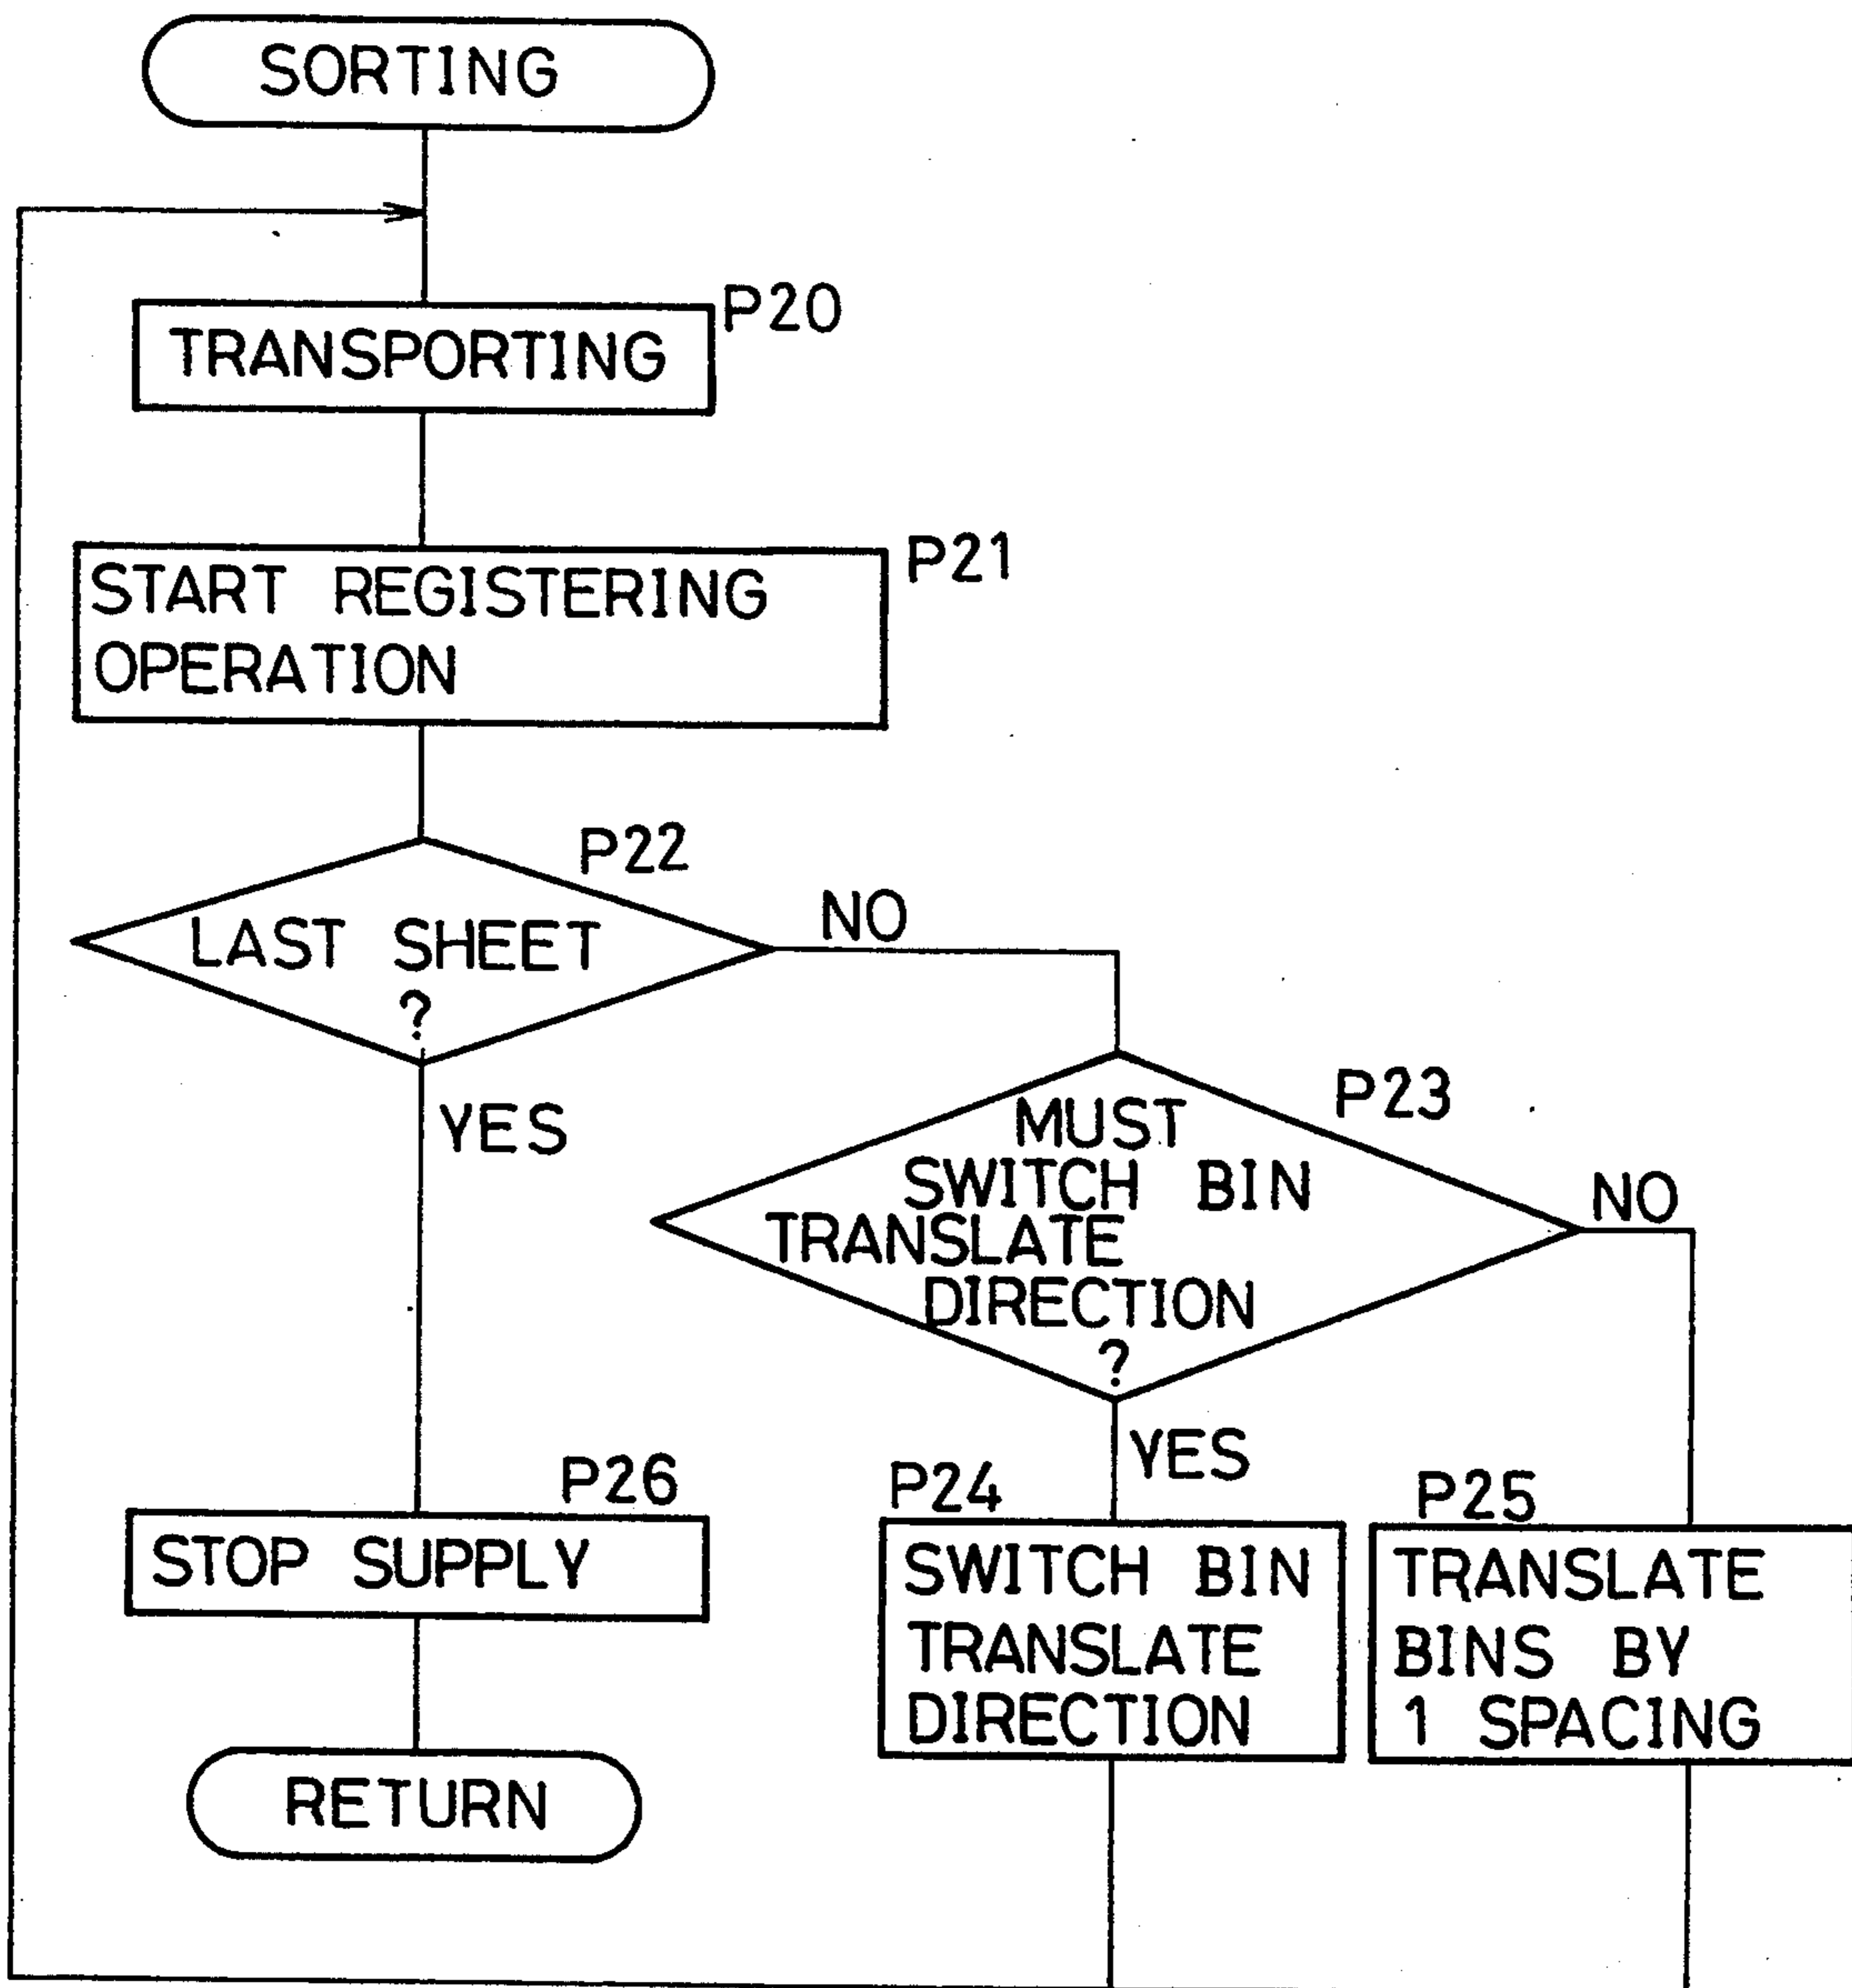 SORTING
TRANSPORTING
P20
START REGISTERING
OPERATION
P21
P22
LAST SHEET
?
NO
YES
P23
MUST
SWITCH BIN
TRANSLATE
DIRECTION
?
NO
YES
P26
STOP SUPPLY
P24
SWITCH BIN
TRANSLATE
DIRECTION
P25
TRANSLATE
BINS BY
1 SPACING
RETURN